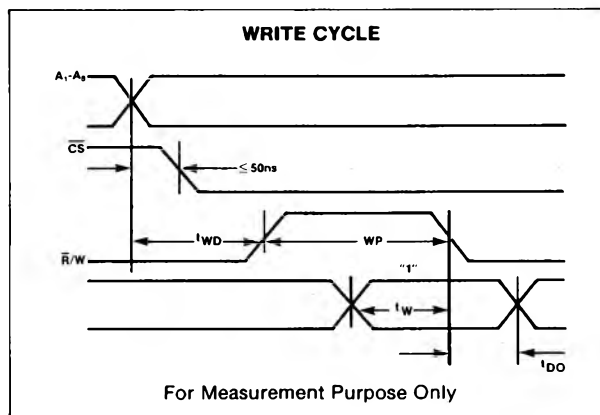 WRITE CYCLE
A₁-A₈
CS
≤ 50ns
tWD
WP
R/W
"1"
tW
tDO
For Measurement Purpose Only